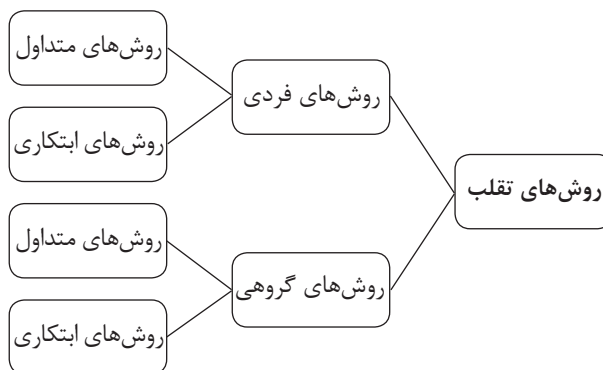 روش‌های تقلب
روش‌های فردی
روش‌های متداول
روش‌های ابتکاری
روش‌های گروهی
روش‌های متداول
روش‌های ابتکاری